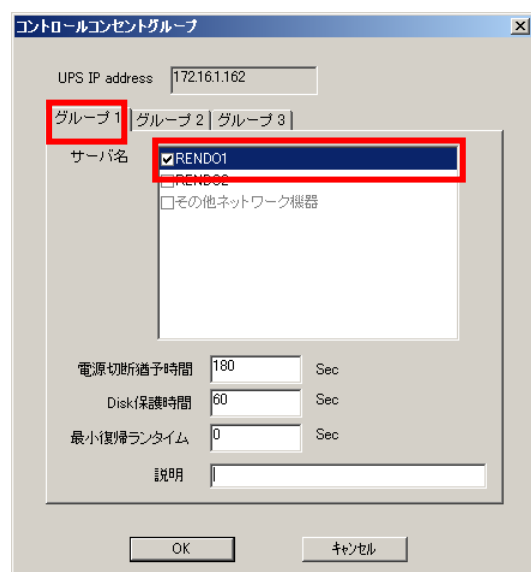 コントロールコンセントグループ
UPS IP address 172.16.1.162
グループ 1 グループ 2 グループ 3
サーバ名 RENDO1
RENDO2
その他ネットワーク機器
電源切断猶予時間 180 Sec
Disk保護時間 60 Sec
最小復帰ランタイム 0 Sec
説明
OK キャンセル